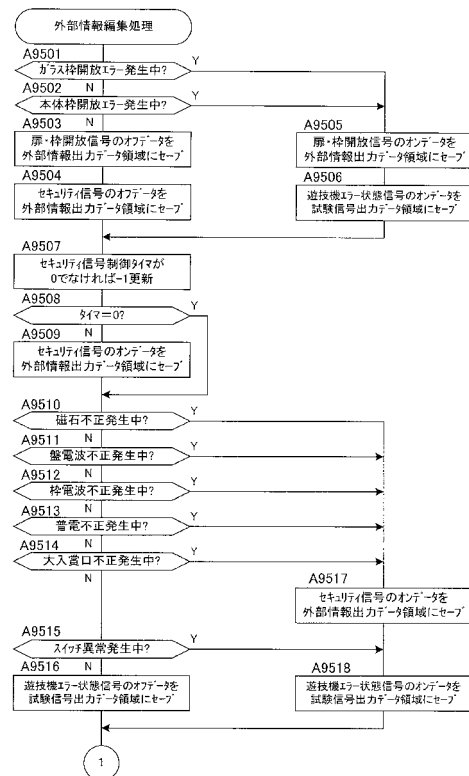 外部情報編集処理
A9501
ガラス枠開放エラー発生中?
Y
N
A9502
本体枠開放エラー発生中?
Y
N
A9503
扉・枠開放信号のオフデータを
外部情報出力データ領域にセーブ
A9505
扉・枠開放信号のオンデータを
外部情報出力データ領域にセーブ
A9504
セキュリティ信号のオフデータを
外部情報出力データ領域にセーブ
A9506
遊技機エラー状態信号のオンデータを
試験信号出力データ領域にセーブ
A9507
セキュリティ信号制御タイマが
0でなければ-1更新
A9508
タイマ=0?
Y
N
A9509
セキュリティ信号のオンデータを
外部情報出力データ領域にセーブ
A9510
磁石不正発生中?
Y
N
A9511
盤電波不正発生中?
Y
N
A9512
枠電波不正発生中?
Y
N
A9513
普電不正発生中?
Y
N
A9514
大入賞口不正発生中?
Y
N
A9517
セキュリティ信号のオンデータを
外部情報出力データ領域にセーブ
A9515
スイッチ異常発生中?
Y
N
A9516
遊技機エラー状態信号のオフデータを
試験信号出力データ領域にセーブ
A9518
遊技機エラー状態信号のオンデータを
試験信号出力データ領域にセーブ
1